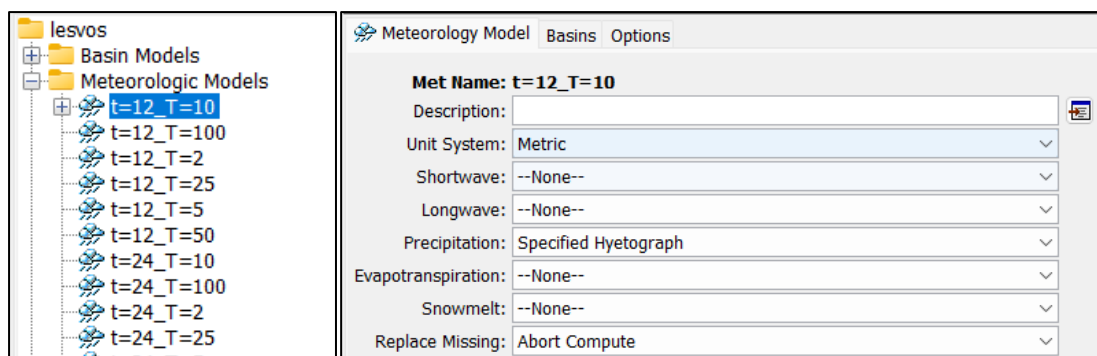 lesvos
Basin Models
Meteorologic Models
t=12_T=10
t=12_T=100
t=12_T=2
t=12_T=25
t=12_T=5
t=12_T=50
t=24_T=10
t=24_T=100
t=24_T=2
t=24_T=25
Meteorology Model Basins Options
Met Name: t=12_T=10
Description:
Unit System: Metric
Shortwave: --None--
Longwave: --None--
Precipitation: Specified Hyetograph
Evapotranspiration: --None--
Snowmelt: --None--
Replace Missing: Abort Compute